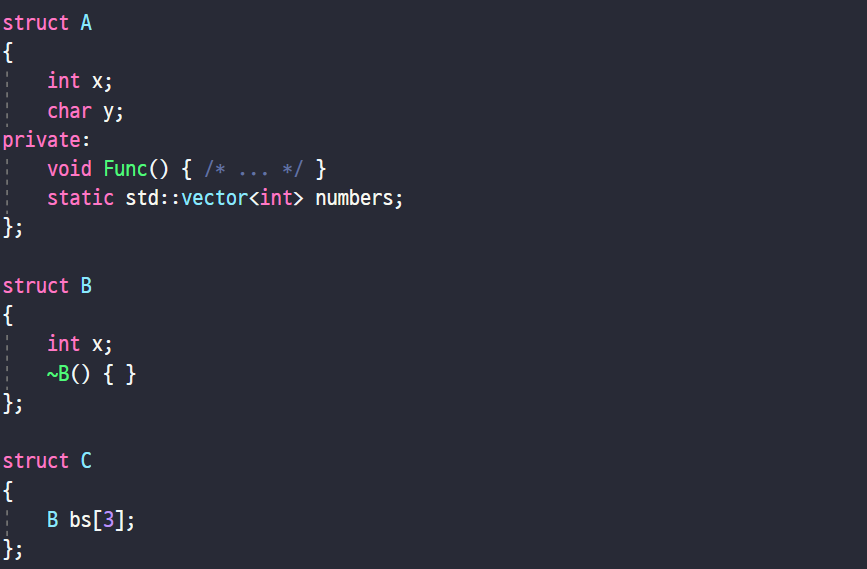 struct A
{
    int x;
    char y;
private:
    void Func() { /* ... */ }
    static std::vector<int> numbers;
};

struct B
{
    int x;
    ~B() { }
};

struct C
{
    B bs[3];
};